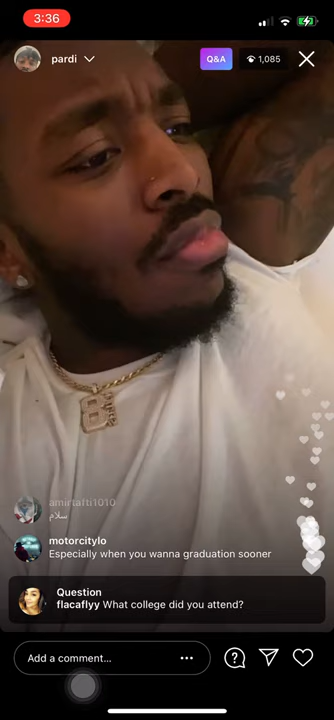 3:36
pardi
Q&A
1,085
amirtafti1010
سلام
motorcitylo
Especially when you wanna graduation sooner
Question
flacaflyy What college did you attend?
Add a comment...